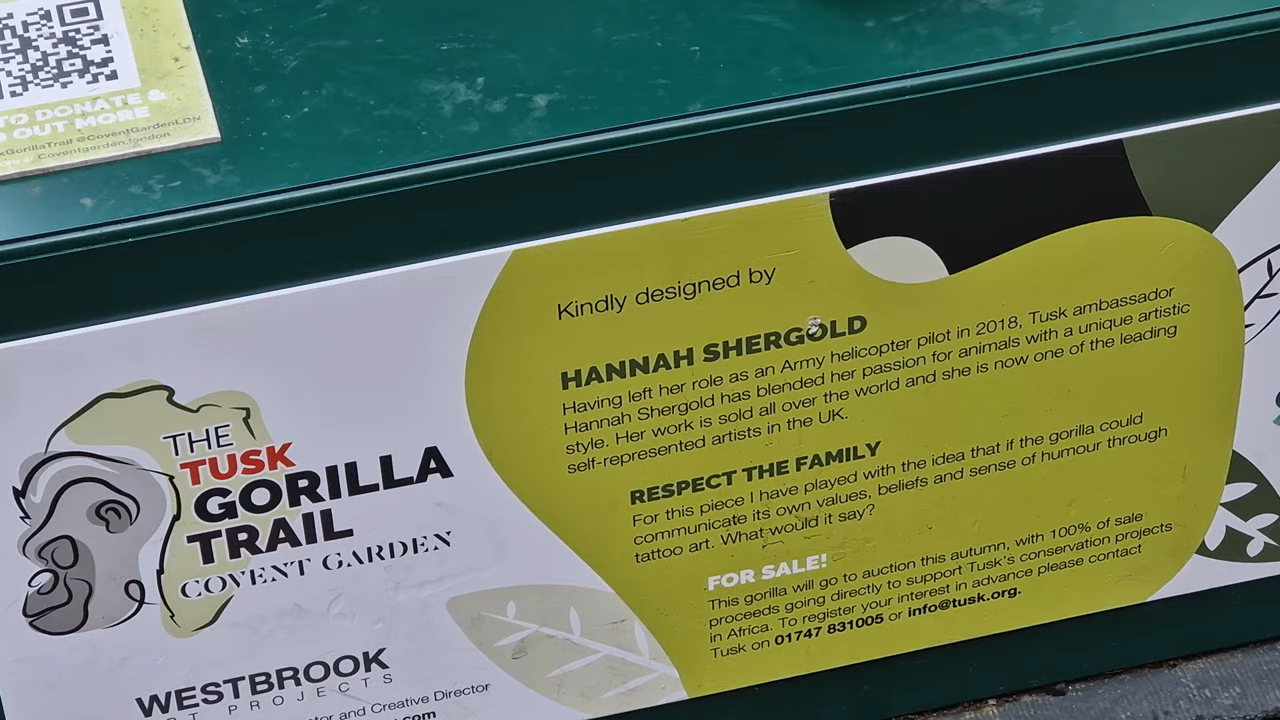 TO DONATE &
OUT MORE
GorillaTrail @CoventGardenLDN
Coventgarden.london
THE
TUSK
GORILLA
TRAIL
COVENT GARDEN
WESTBROOK
PROJECTS
and Creative Director
Kindly designed by
HANNAH SHERGOLD
Having left her role as an Army helicopter pilot in 2018, Tusk ambassador
Hannah Shergold has blended her passion for animals with a unique artistic
style. Her work is sold all over the world and she is now one of the leading
self-represented artists in the UK.
RESPECT THE FAMILY
For this piece I have played with the idea that if the gorilla could
communicate its own values, beliefs and sense of humour through
tattoo art. What would it say?
FOR SALE!
This gorilla will go to auction this autumn, with 100% of sale
proceeds going directly to support Tusk's conservation projects
in Africa. To register your interest in advance please contact
Tusk on 01747 831005 or info@tusk.org.